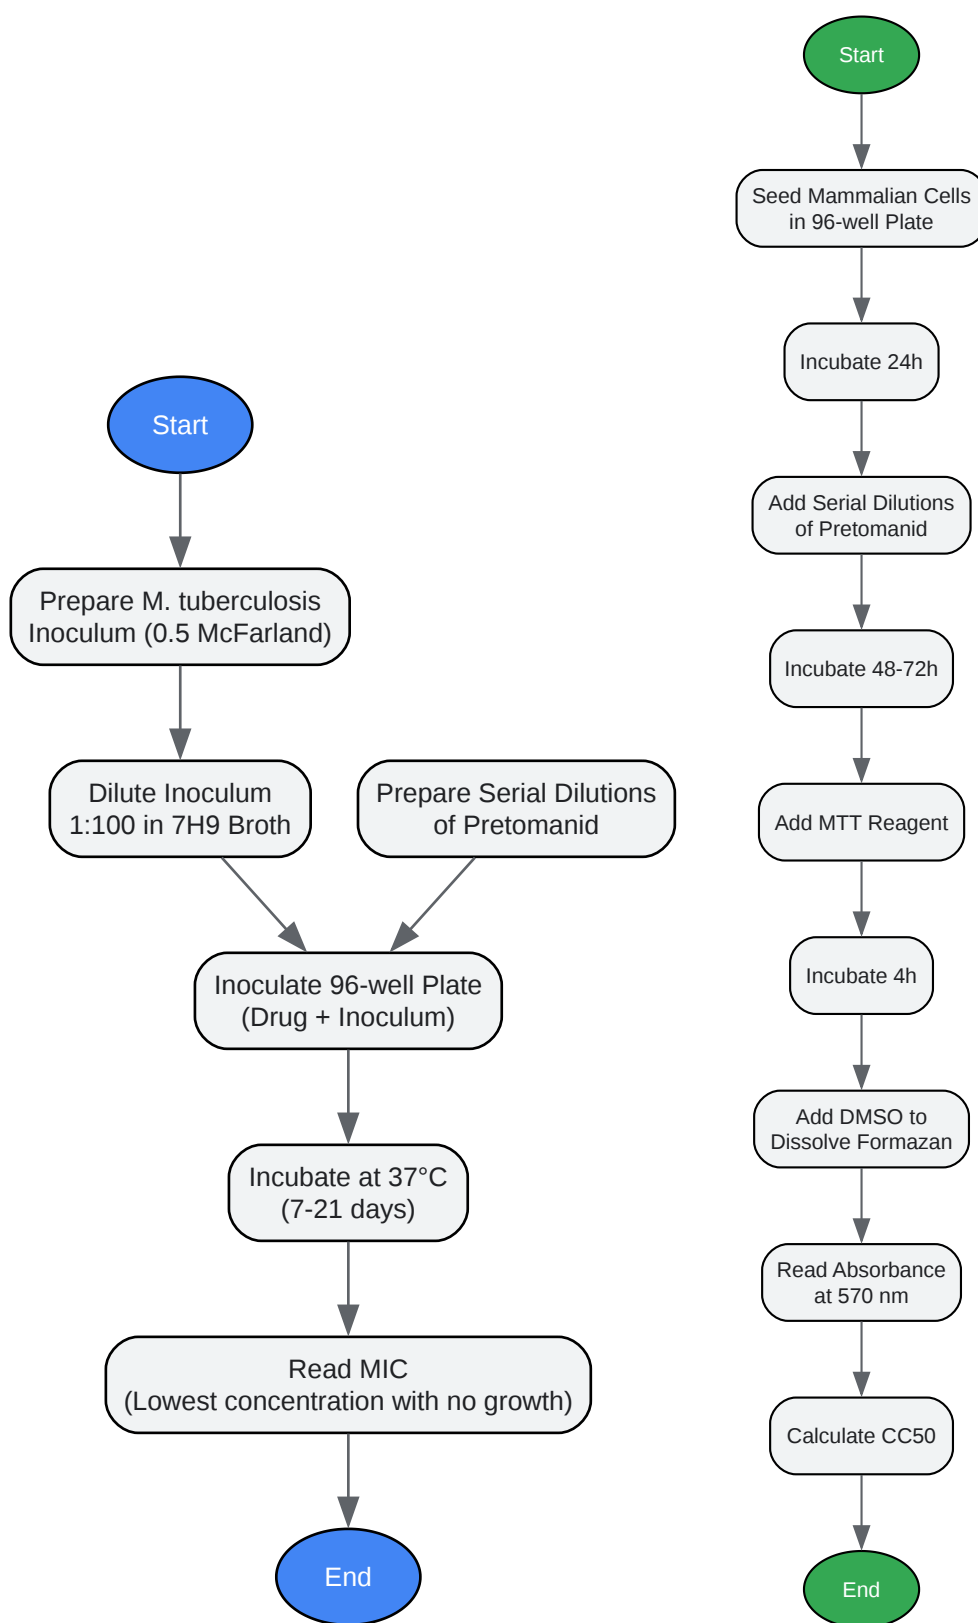 Start
Prepare M. tuberculosis
Inoculum (0.5 McFarland)
Dilute Inoculum
1:100 in 7H9 Broth
Prepare Serial Dilutions
of Pretomanid
Inoculate 96-well Plate
(Drug + Inoculum)
Incubate at 37°C
(7-21 days)
Read MIC
(Lowest concentration with no growth)
End
Start
Seed Mammalian Cells
in 96-well Plate
Incubate 24h
Add Serial Dilutions
of Pretomanid
Incubate 48-72h
Add MTT Reagent
Incubate 4h
Add DMSO to
Dissolve Formazan
Read Absorbance
at 570 nm
Calculate CC50
End